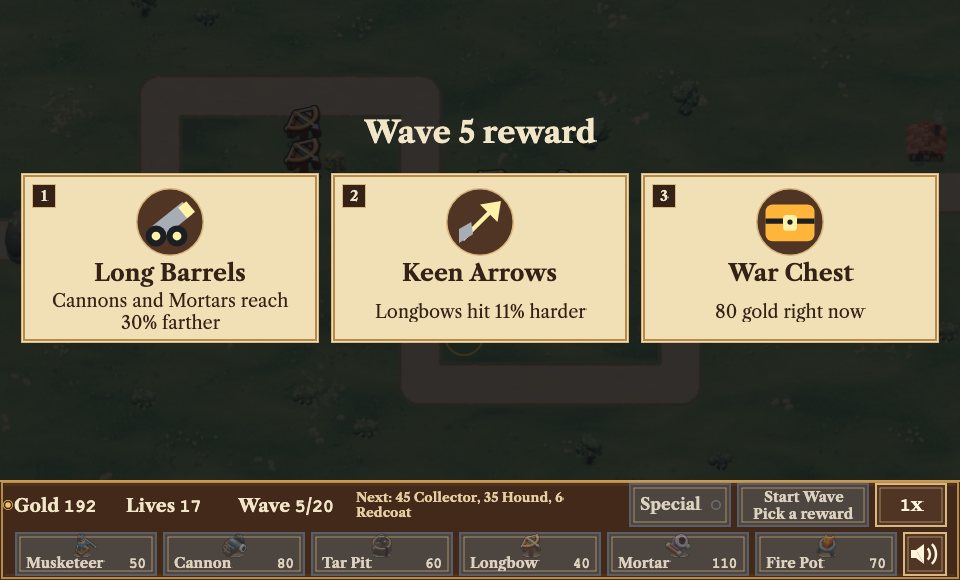 Wave 5 reward
1
Long Barrels
Cannons and Mortars reach
30% farther
2
Keen Arrows
Longbows hit 11% harder
3
War Chest
80 gold right now
Gold 192
Lives 17
Wave 5/20
Next: 45 Collector, 35 Hound, 6
Redcoat
Special
Start Wave
Pick a reward
1x
Musketeer 50
Cannon 80
Tar Pit 60
Longbow 40
Mortar 110
Fire Pot 70